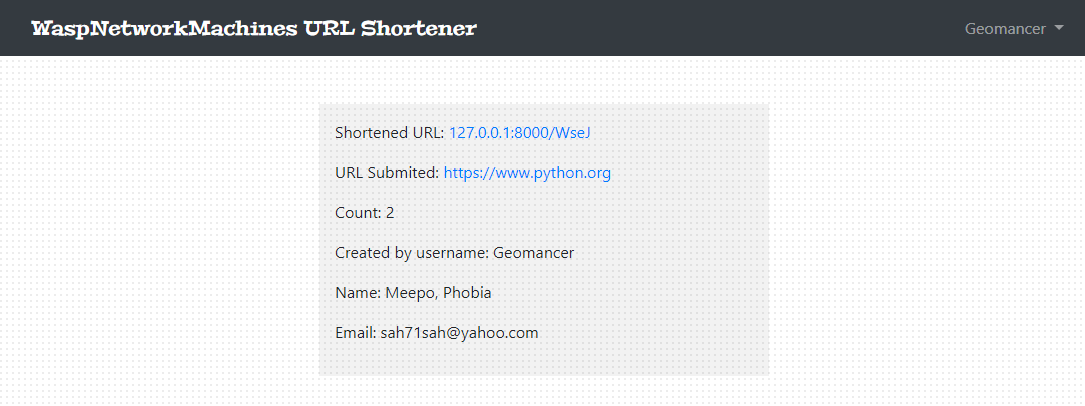 WaspNetworkMachines URL Shortener
Geomancer
Shortened URL: 127.0.0.1:8000/WseJ
URL Submited: https://www.python.org
Count: 2
Created by username: Geomancer
Name: Meepo, Phobia
Email: sah71sah@yahoo.com